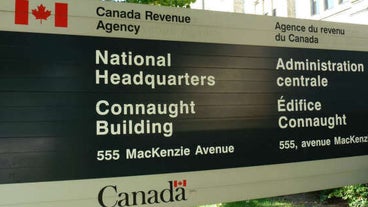 Canada Revenue
Agency
Agence du revenu
du Canada
National
Headquarters
Administration
centrale
Connaught
Building
Édifice
Connaught
555 MacKenzie Avenue
555, avenue MacKen
Canada